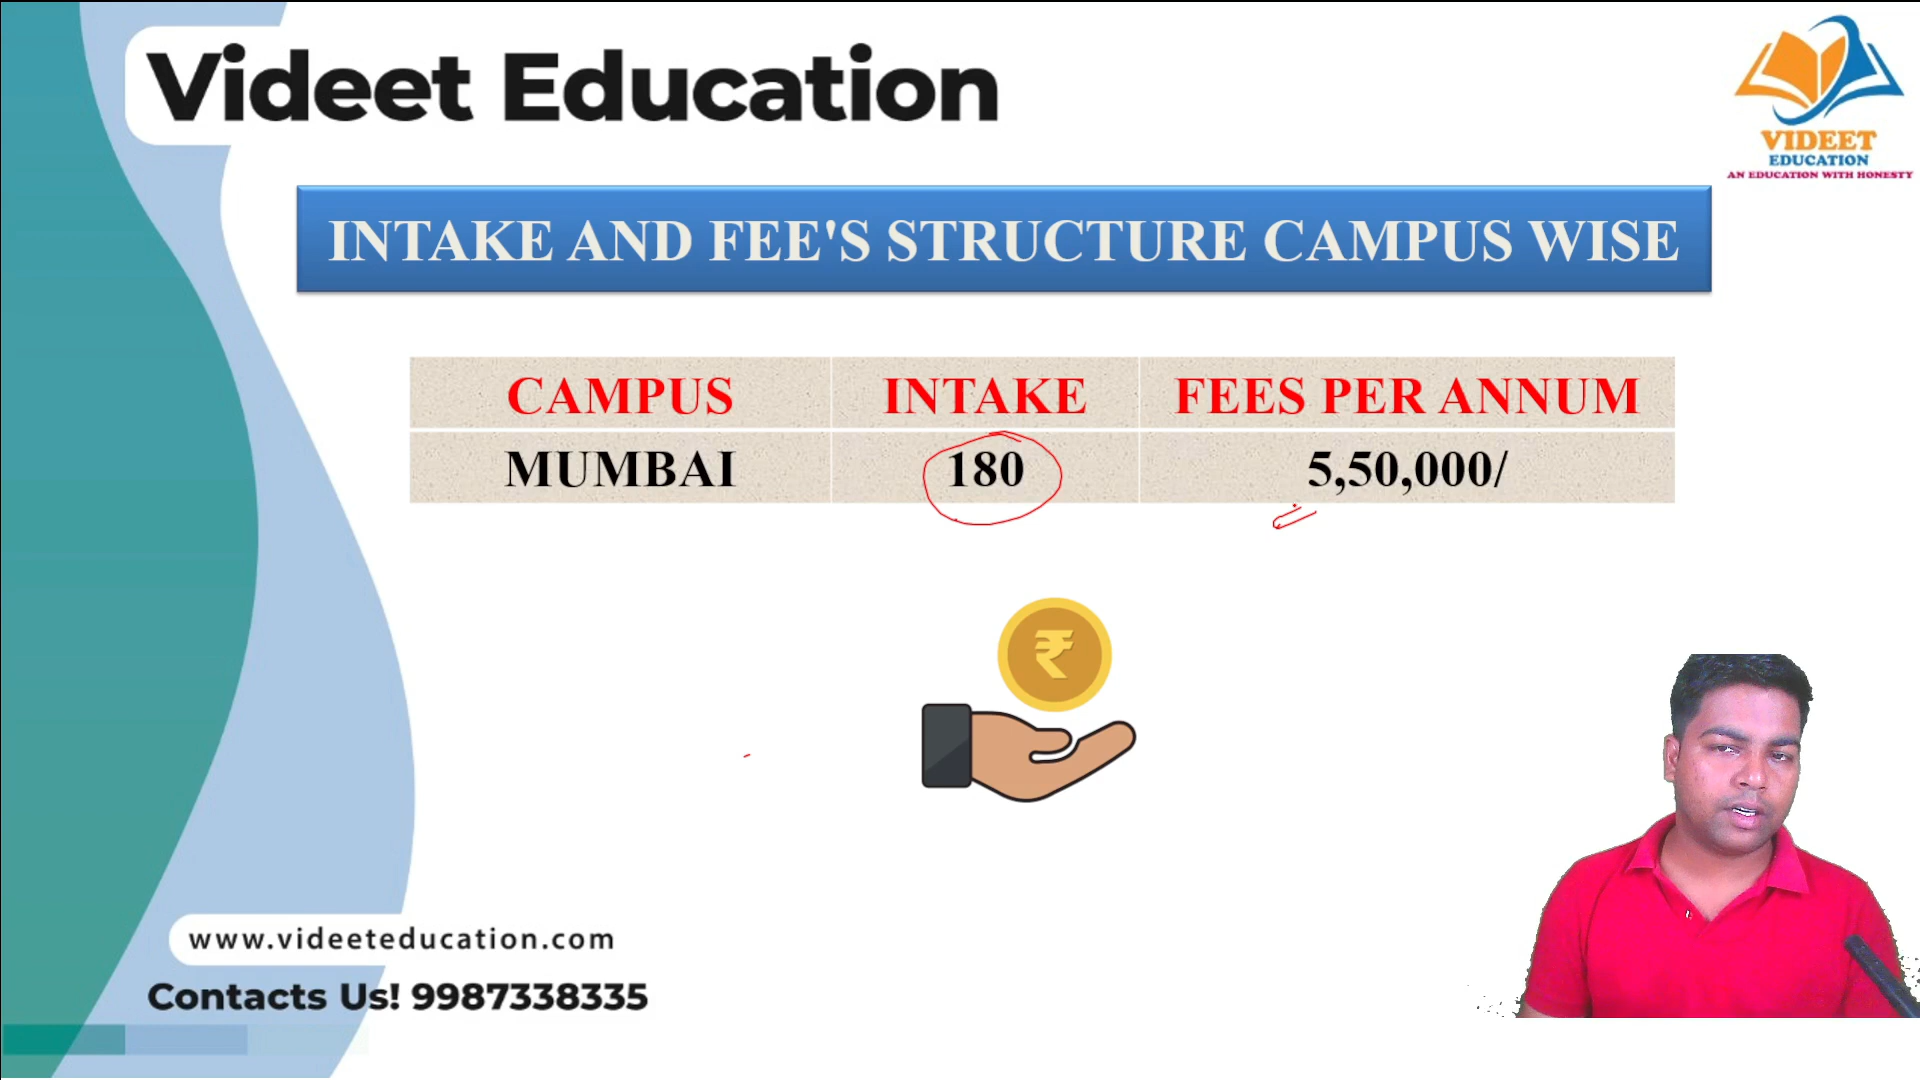 Videet Education
VIDEET
EDUCATION
AN EDUCATION WITH HONESTY
INTAKE AND FEE'S STRUCTURE CAMPUS WISE
CAMPUS INTAKE FEES PER ANNUM
MUMBAI 180 5,50,000/
₹
www.videeteducation.com
Contacts Us! 9987338335